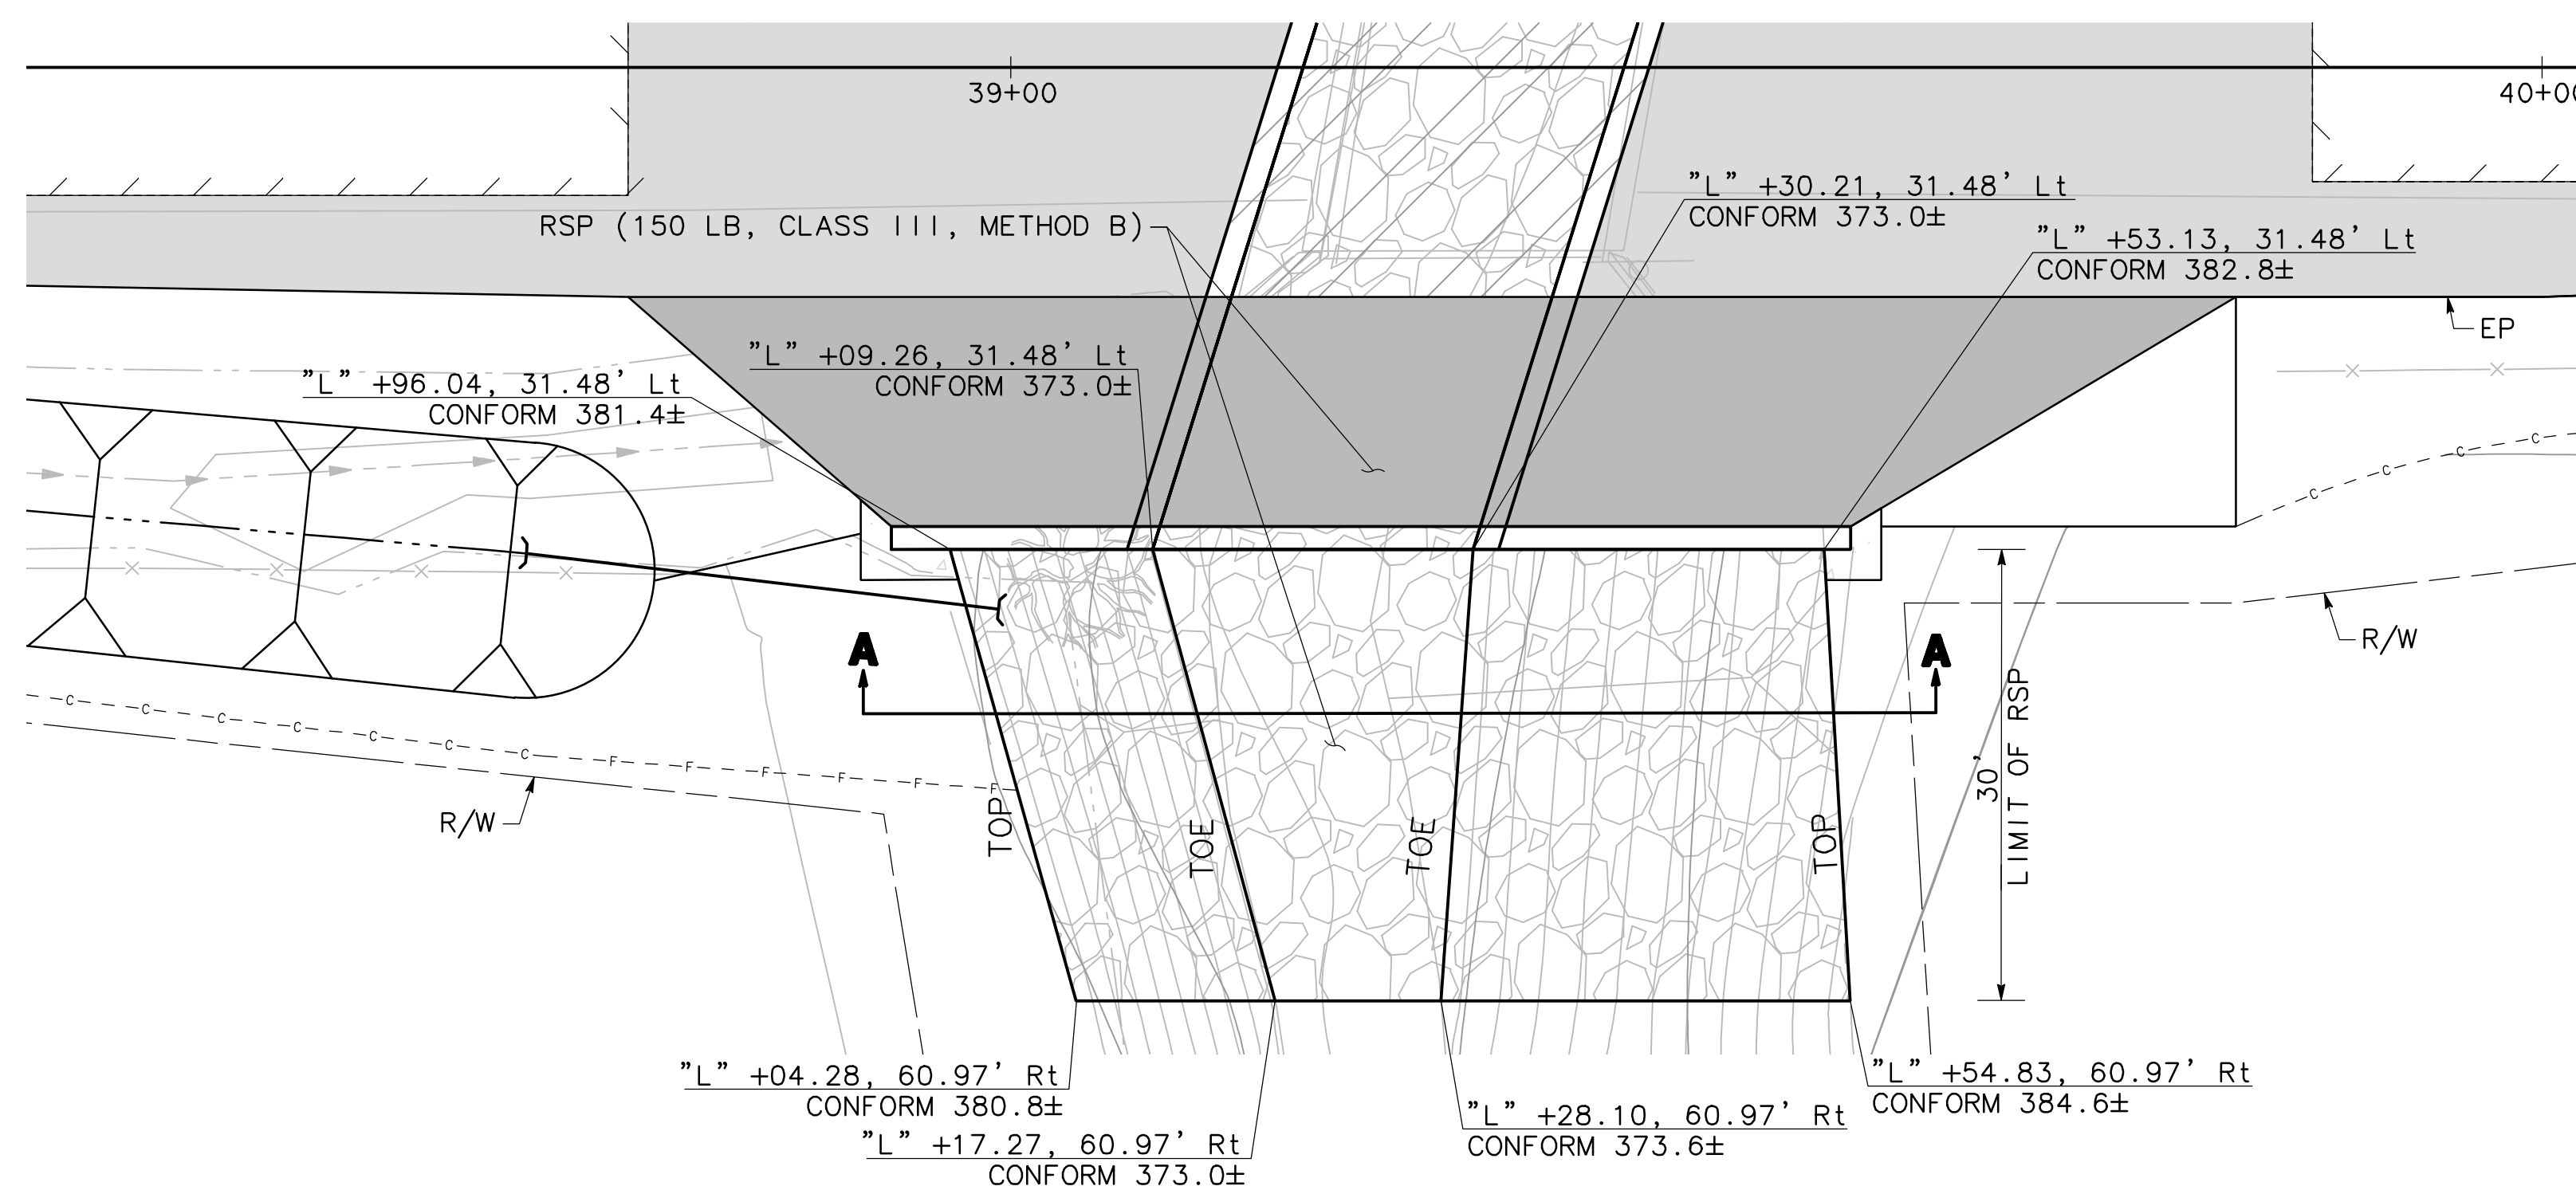 39+00
40+0
"L" +30.21, 31.48' Lt
CONFORM 373.0±
RSP (150 LB, CLASS III, METHOD B)
"L" +53.13, 31.48' Lt
CONFORM 382.8±
EP
"L" +09.26, 31.48' Lt
CONFORM 373.0±
"L" +96.04, 31.48' Lt
CONFORM 381.4±
C
C
C
C
A
A
R/W
C C C C C C C F F F F F F
30'
LIMIT OF RSP
R/W
TOP
TOE
TOE
TOP
"L" +04.28, 60.97' Rt
CONFORM 380.8±
"L" +54.83, 60.97' Rt
CONFORM 384.6±
"L" +28.10, 60.97' Rt
CONFORM 373.6±
"L" +17.27, 60.97' Rt
CONFORM 373.0±